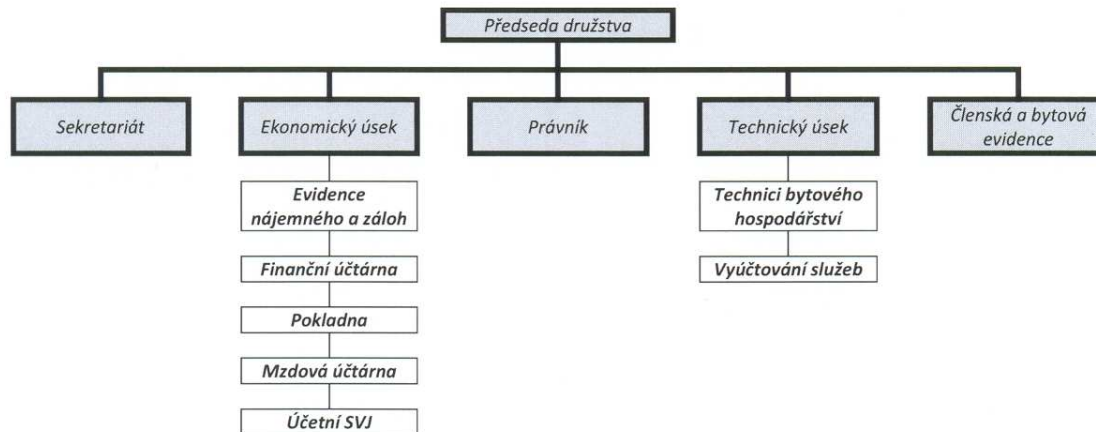 Předseda družstva
Sekretariát
Ekonomický úsek
Právník
Technický úsek
Členská a bytová
evidence
Evidence
nájemného a záloh
Finanční účtárna
Pokladna
Mzdová účtárna
Účetní SVJ
Technici bytového
hospodářství
Vyúčtování služeb